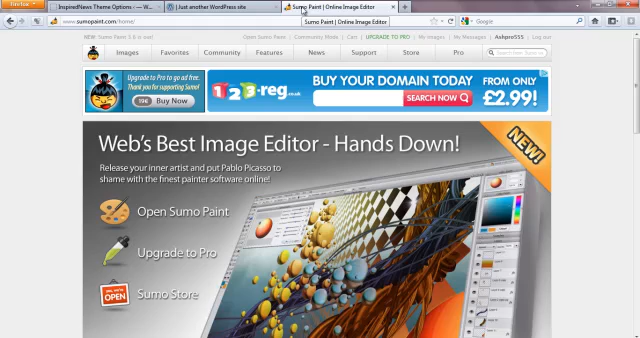 Firefox
InspiredNews Theme Options ‹ — W...
| Just another WordPress site
Sumo Paint | Online Image Editor
www.sumopaint.com/home/
Google
Sumo Paint | Online Image Editor
NEW: Sumo Paint 3 is out!
Open Sumo Paint | Mobile | Community | Cart | UPGRADE TO PRO | My Images | My Messages | Ashpro555 | Log out
Images
Favorites
Community
Features
News
Support
Store
Pro
Upgrade to Pro to go ad free.
Thank you for supporting Sumo!
19€ Buy Now
123-reg.co.uk
BUY YOUR DOMAIN TODAY
SEARCH NOW
FROM ONLY
£2.99!
Web's Best Image Editor - Hands Down!
NEW!
Release your inner artist and put Pablo Picasso to
shame with the finest painter software online!
Open Sumo Paint
Upgrade to Pro
OPEN
Sumo Store